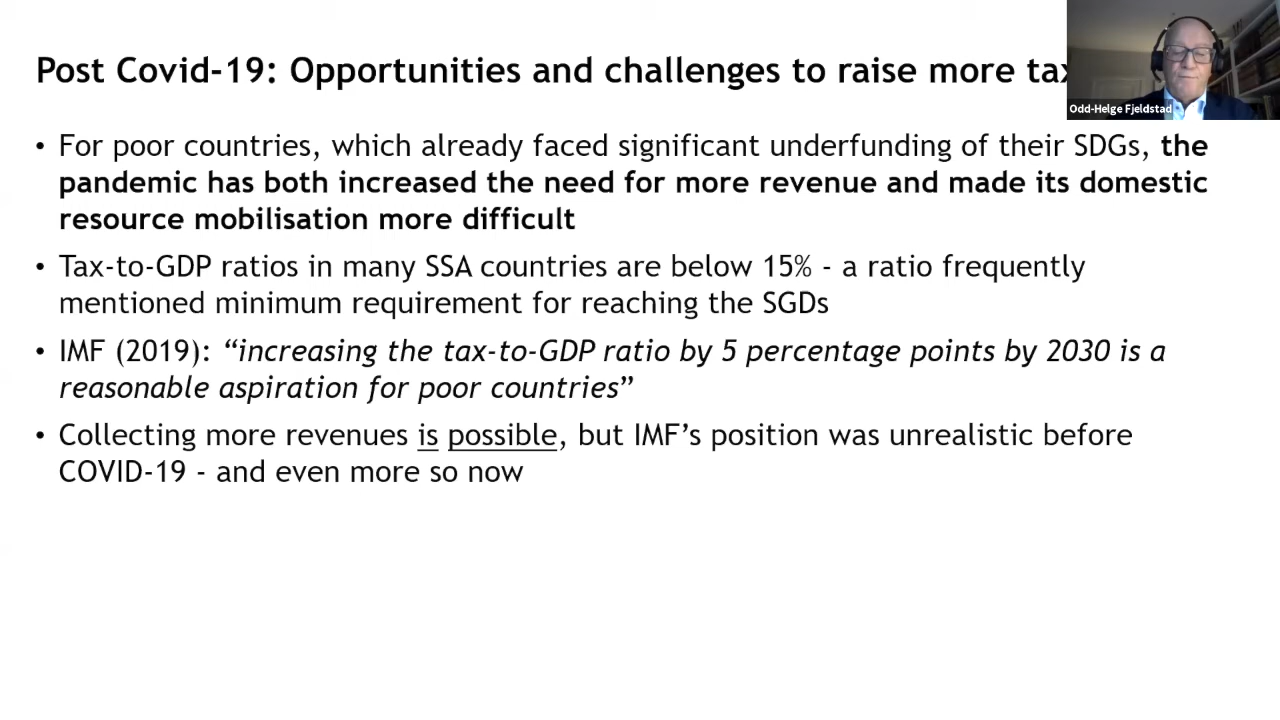 Post Covid-19: Opportunities and challenges to raise more
Odd-Helge Fjeldstad
• For poor countries, which already faced significant underfunding of their SDGs, the
pandemic has both increased the need for more revenue and made its domestic
resource mobilisation more difficult
• Tax-to-GDP ratios in many SSA countries are below 15% - a ratio frequently
mentioned minimum requirement for reaching the SGDs
• IMF (2019): “increasing the tax-to-GDP ratio by 5 percentage points by 2030 is a
reasonable aspiration for poor countries”
• Collecting more revenues is possible, but IMF’s position was unrealistic before
COVID-19 - and even more so now